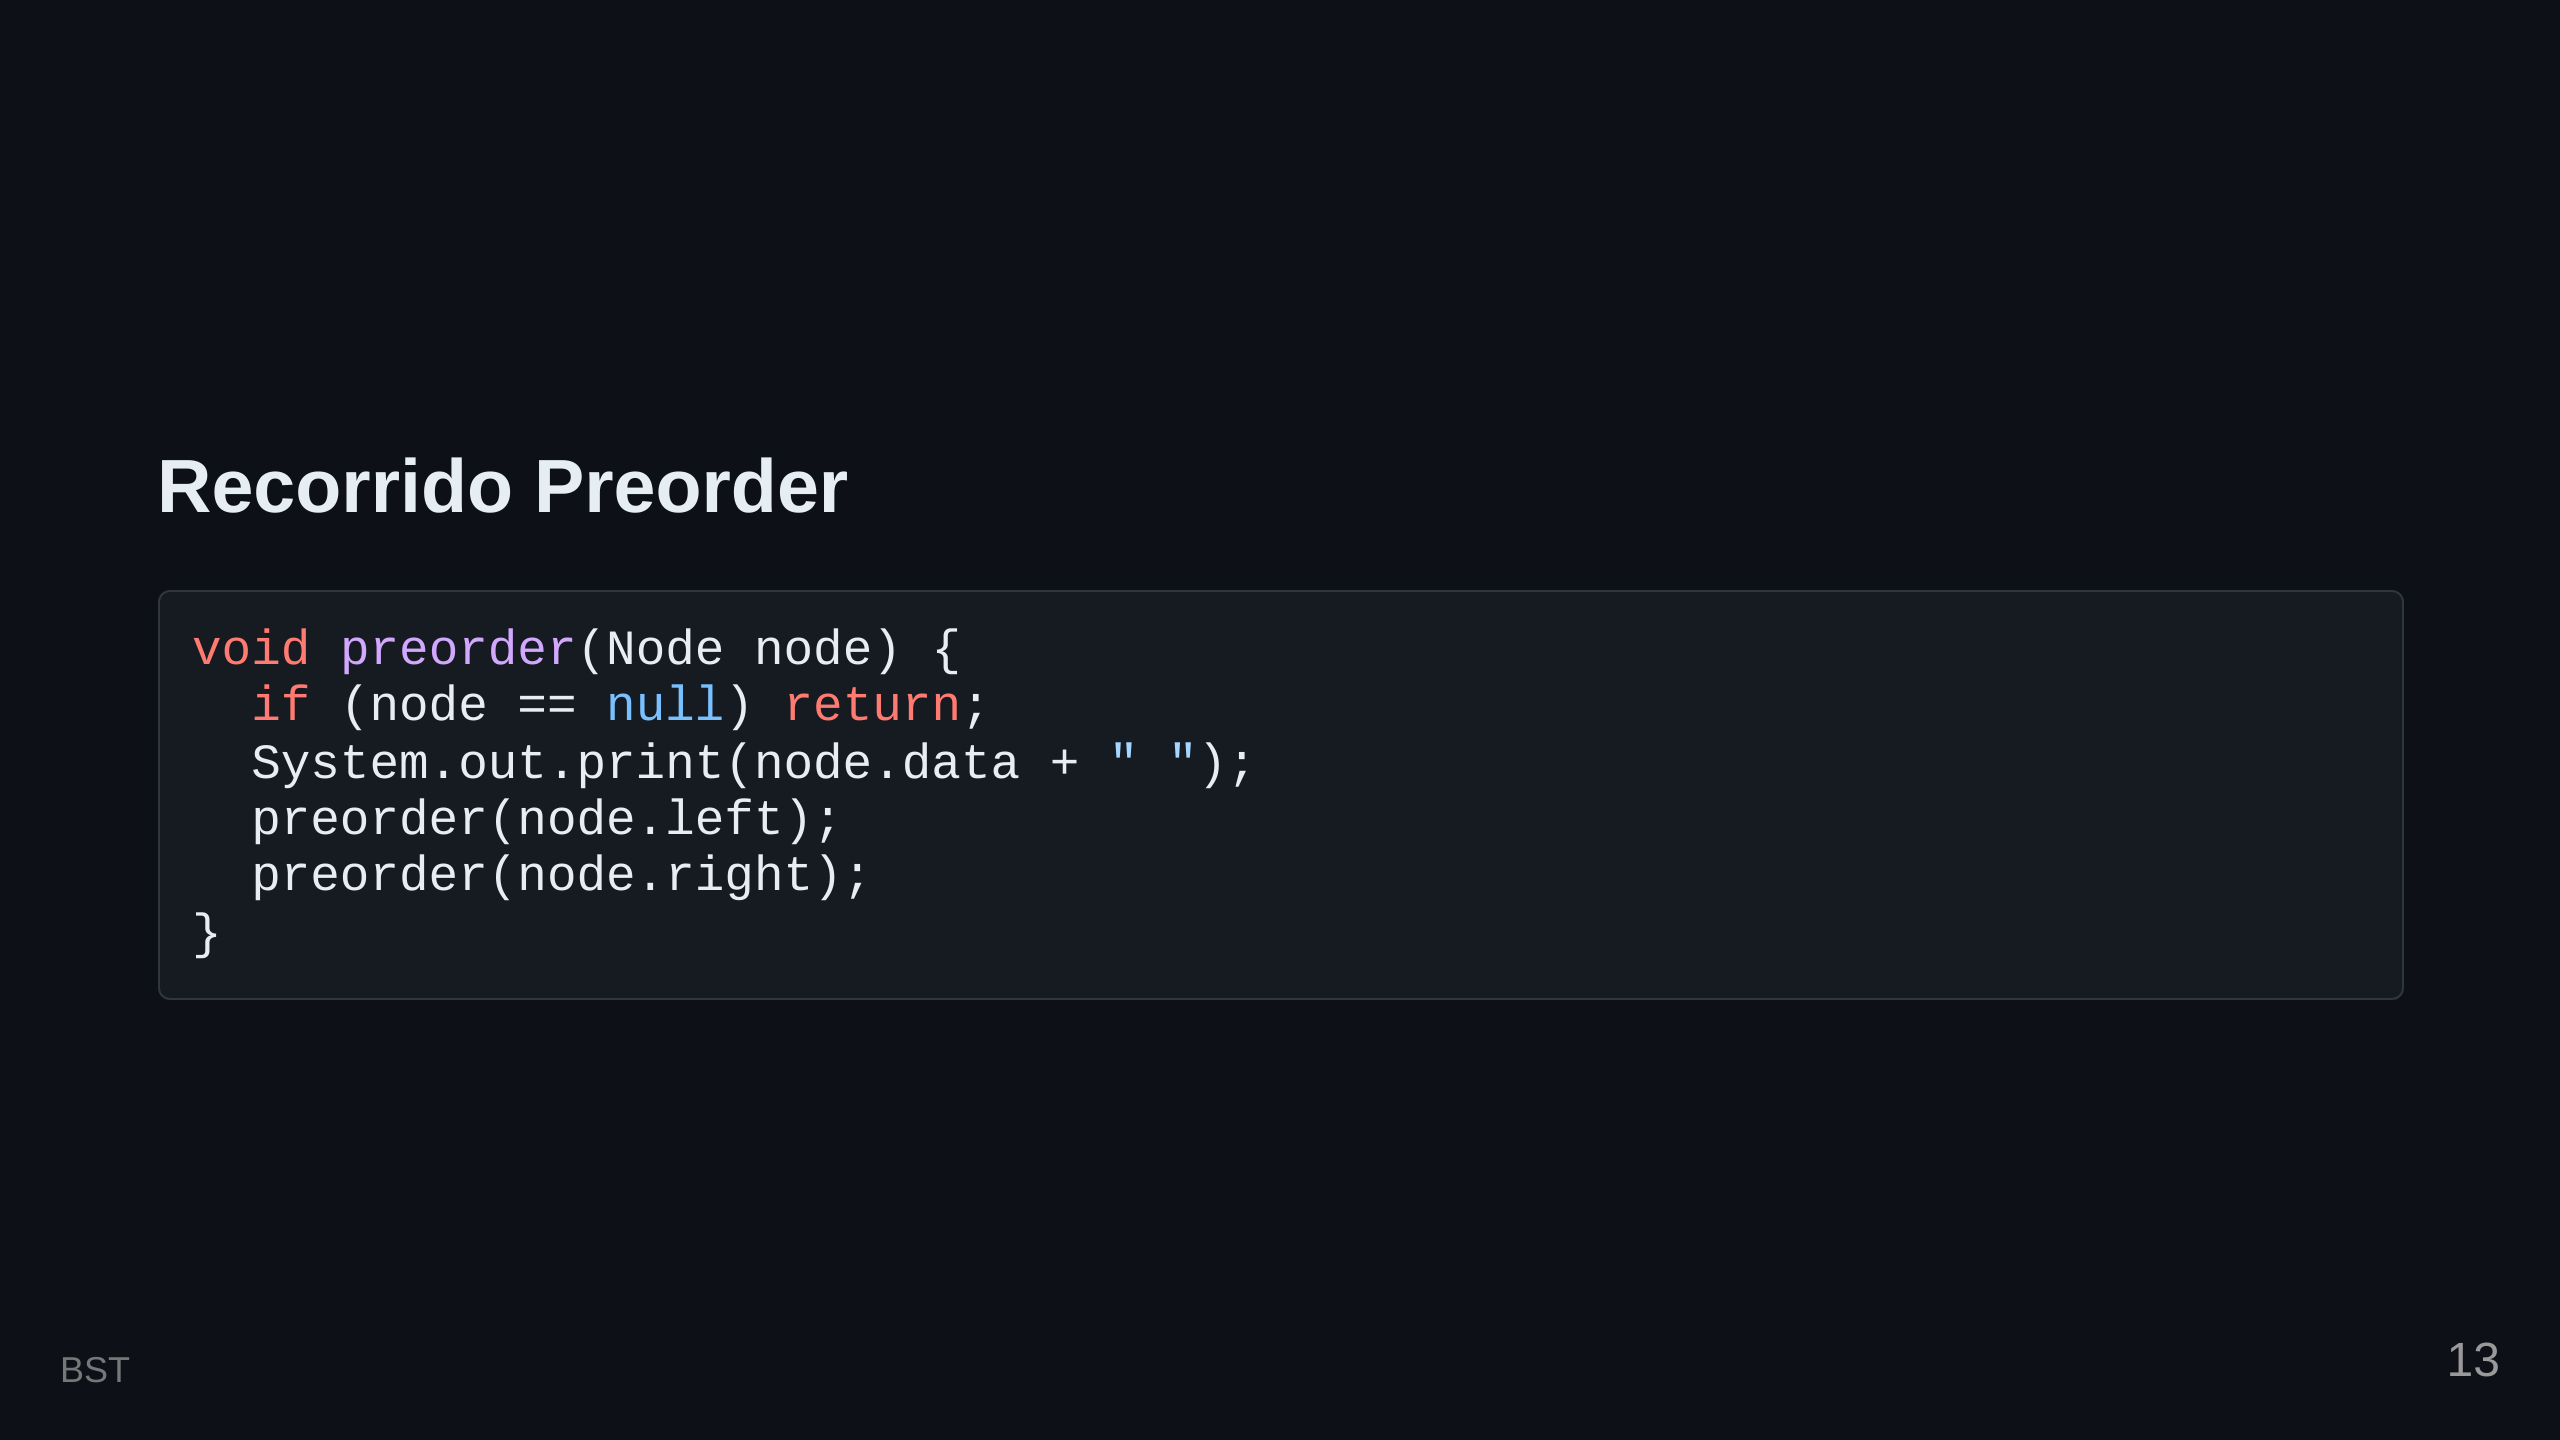 Recorrido Preorder
void preorder(Node node) {
  if (node == null) return;
  System.out.print(node.data + " ");
  preorder(node.left);
  preorder(node.right);
}
BST
13